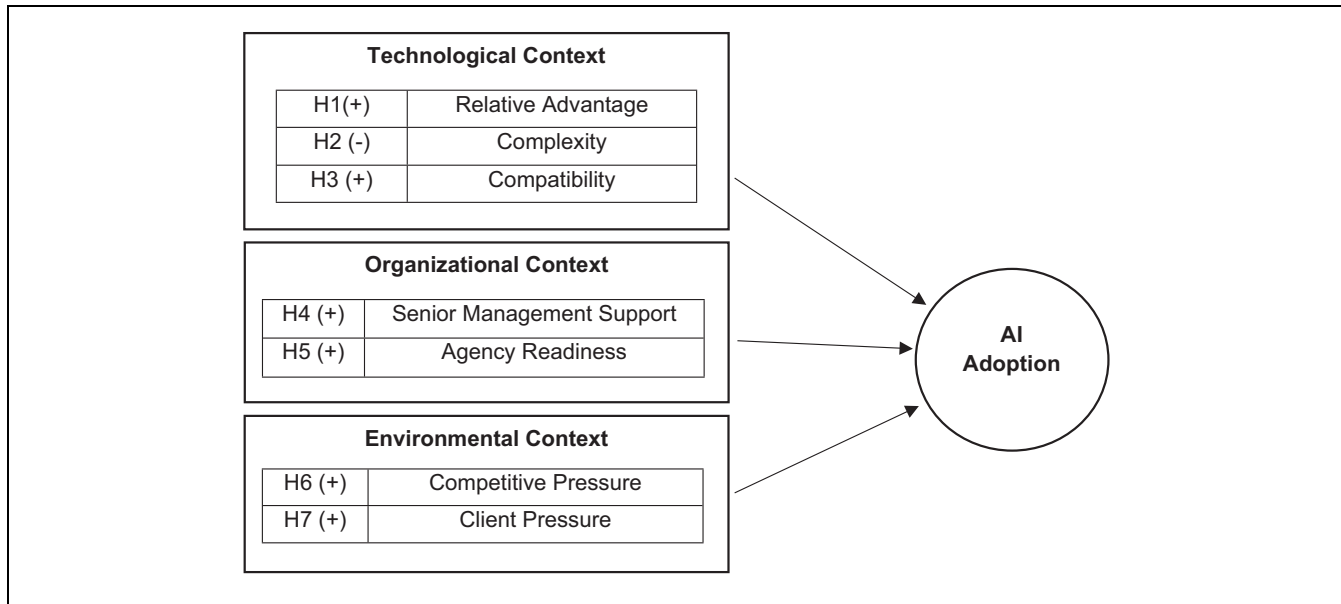 Technological Context
H1(+) Relative Advantage
H2 (-) Complexity
H3 (+) Compatibility
Organizational Context
H4 (+) Senior Management Support
H5 (+) Agency Readiness
Environmental Context
H6 (+) Competitive Pressure
H7 (+) Client Pressure
AI
Adoption